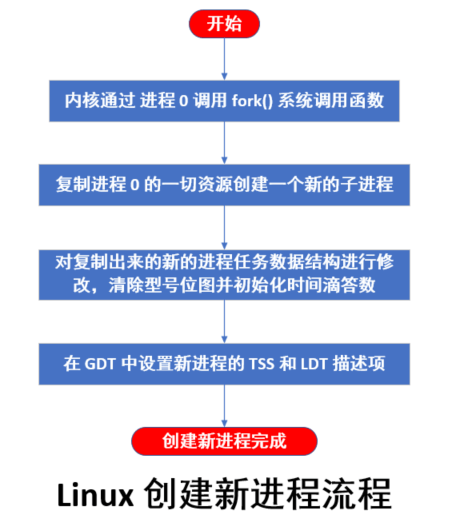 开始
内核通过 进程 0 调用 fork() 系统调用函数
复制进程 0 的一切资源创建一个新的子进程
对复制出来的新的进程任务数据结构进行修
改，清除型号位图并初始化时间滴答数
在 GDT 中设置新进程的 TSS 和 LDT 描述项
创建新进程完成
Linux 创建新进程流程